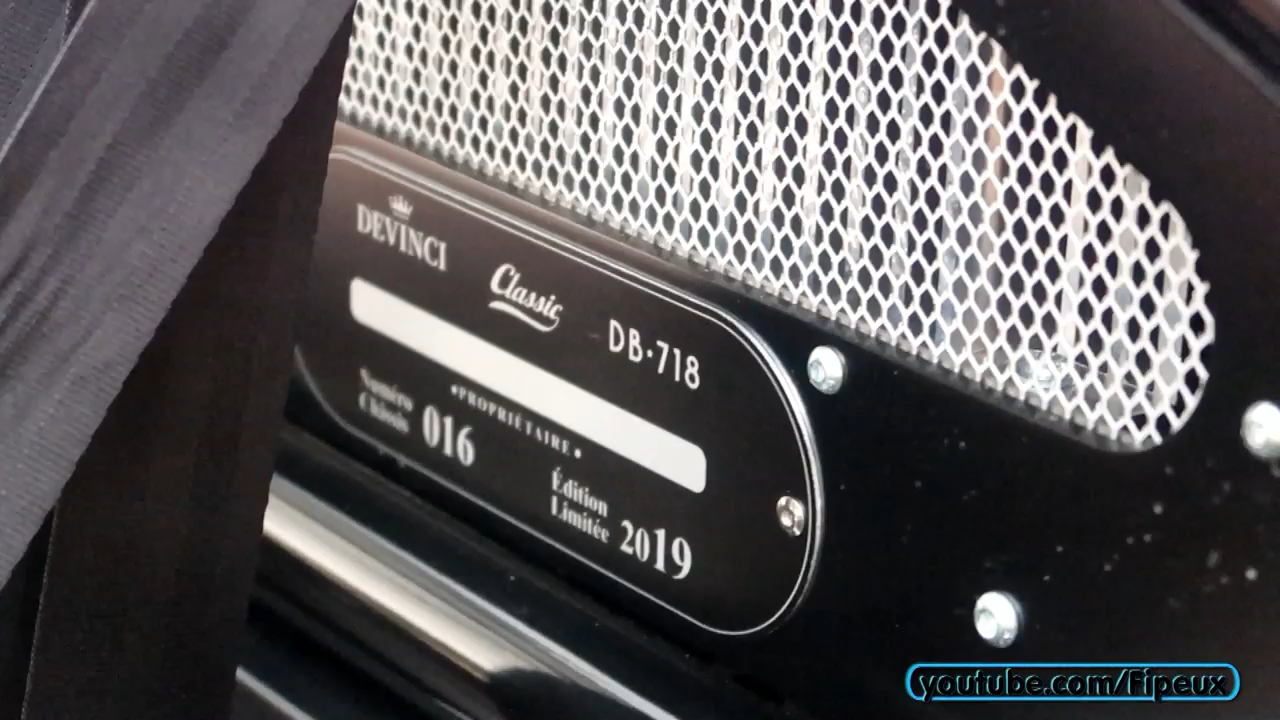 DEVINCI
Classic
DB·718
•PROPRIÉTAIRE•
Numéro
Châssis
016
Édition
Limitée
2019
youtube.com/Fipeux